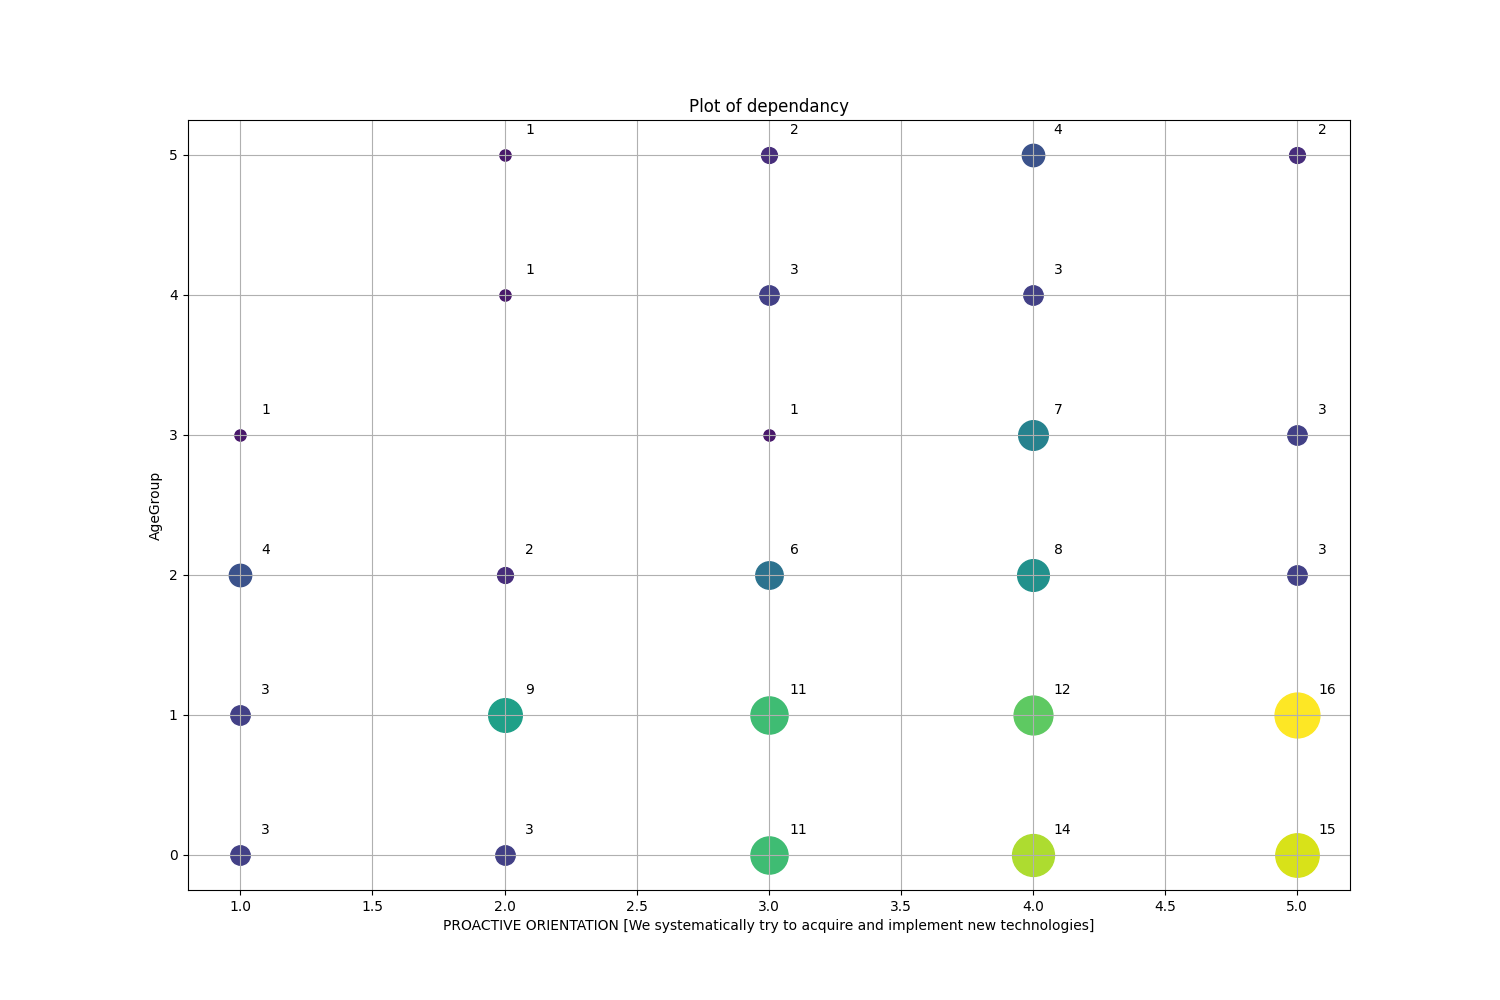 Plot of dependancy
1 2 4 2
5
1 3 3
4
1 1 7 3
3
AgeGroup
4 2 6 8 3
2
3 9 11 12 16
1
3 3 11 14 15
0
1.0 1.5 2.0 2.5 3.0 3.5 4.0 4.5 5.0
PROACTIVE ORIENTATION [We systematically try to acquire and implement new technologies]